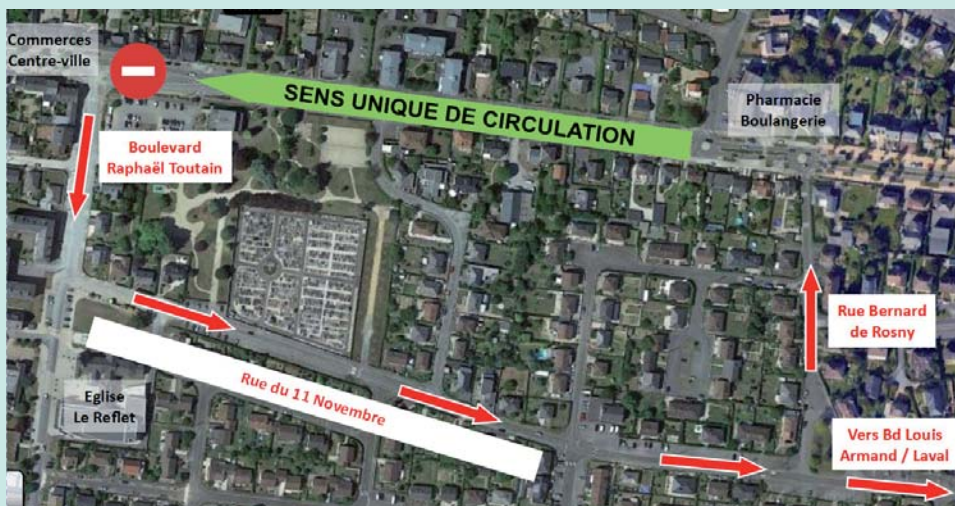 Commerces
Centre-ville
SENS UNIQUE DE CIRCULATION
Pharmacie
Boulangerie
Boulevard
Raphaël Toutain
Rue Bernard
de Rosny
Rue du 11 Novembre
Eglise
Le Reflet
Vers Bd Louis
Armand / Laval